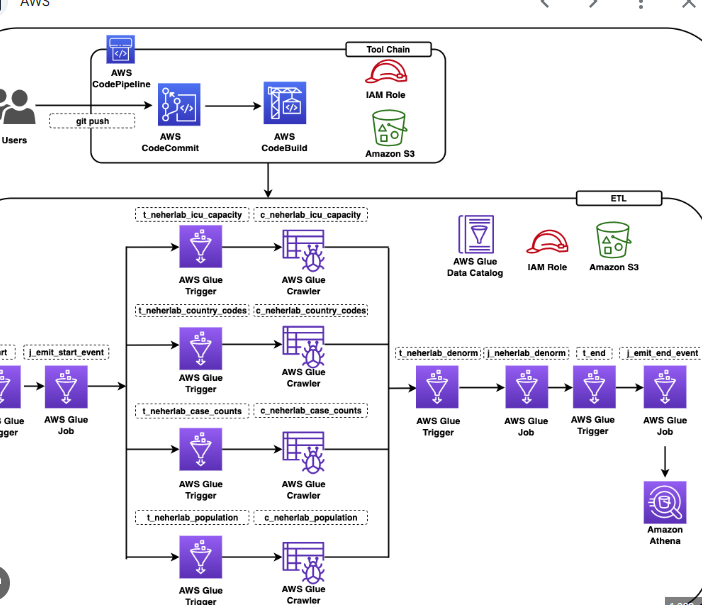 AWS
Tool Chain
AWS
CodePipeline
IAM Role
Users
git push
AWS
CodeCommit
AWS
CodeBuild
Amazon S3
ETL
t_neherlab_icu_capacity
c_neherlab_icu_capacity
AWS Glue
Trigger
AWS Glue
Crawler
AWS Glue
Data Catalog
IAM Role
Amazon S3
t_neherlab_country_codes
c_neherlab_country_codes
AWS Glue
Trigger
AWS Glue
Crawler
rt
j_emit_start_event
t_neherlab_denorm
j_neherlab_denorm
t_end
j_emit_end_event
Glue
gger
AWS Glue
Job
AWS Glue
Trigger
AWS Glue
Job
AWS Glue
Trigger
AWS Glue
Job
t_neherlab_case_counts
c_neherlab_case_counts
AWS Glue
Trigger
AWS Glue
Crawler
Amazon
Athena
t_neherlab_population
c_neherlab_population
AWS Glue
Trigger
AWS Glue
Crawler